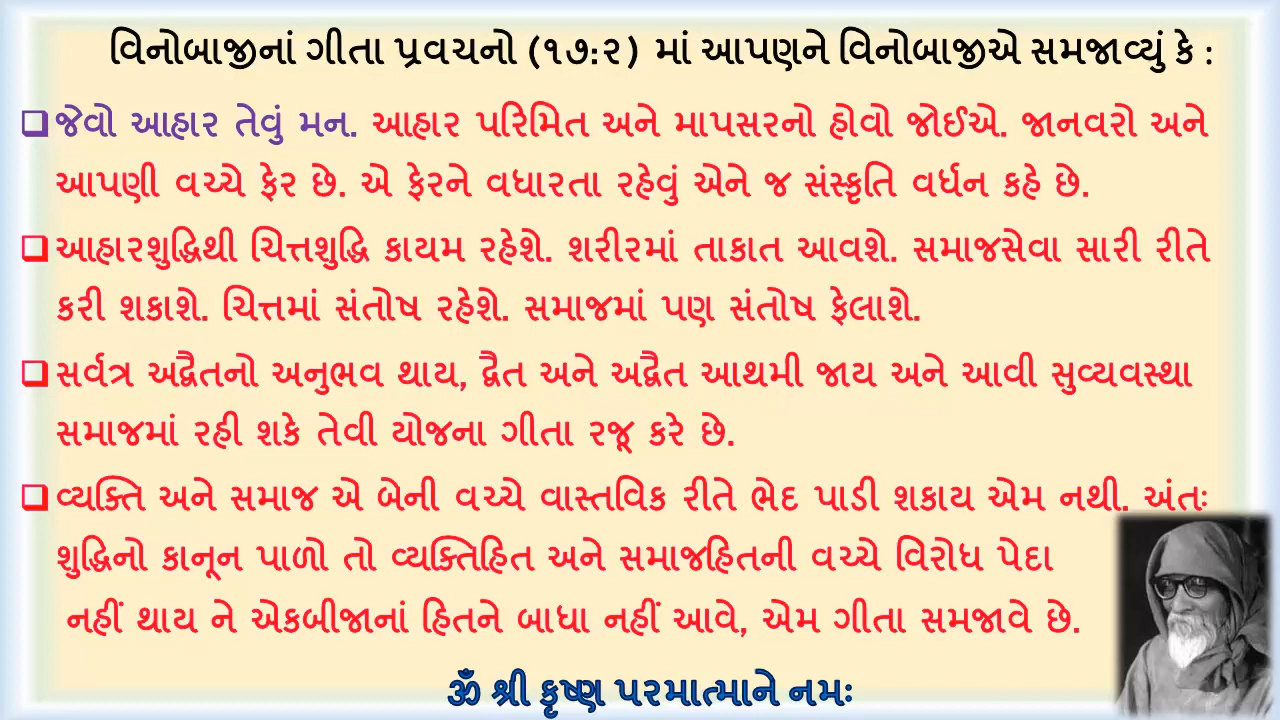 વિનોબાજીનાં ગીતા પ્રવચનો (૧૭:૨) માં આપણને વિનોબાજીએ સમજાવ્યું કે :
જેવો આહાર તેવું મન. આહાર પરિમિત અને માપસરનો હોવો જોઈએ. જાનવરો અને
આપણી વચ્ચે ફેર છે. એ ફેરને વધારતા રહેવું એને જ સંસ્કૃતિ વર્ધન કહે છે.
આહારશુદ્ધિથી ચિત્તશુદ્ધિ કાયમ રહેશે. શરીરમાં તાકાત આવશે. સમાજસેવા સારી રીતે
કરી શકાશે. ચિત્તમાં સંતોષ રહેશે. સમાજમાં પણ સંતોષ ફેલાશે.
સર્વત્ર અદ્વૈતનો અનુભવ થાય, દ્વૈત અને અદ્વૈત આથમી જાય અને આવી સુવ્યવસ્થા
સમાજમાં રહી શકે તેવી યોજના ગીતા રજૂ કરે છે.
વ્યક્તિ અને સમાજ એ બેની વચ્ચે વાસ્તવિક રીતે ભેદ પાડી શકાય એમ નથી. અંતઃ
શુદ્ધિનો કાનૂન પાળો તો વ્યક્તિહિત અને સમાજહિતની વચ્ચે વિરોધ પેદા
નહીં થાય ને એકબીજાનાં હિતને બાધા નહીં આવે, એમ ગીતા સમજાવે છે.
ૐ શ્રી કૃષ્ણ પરમાત્માને નમઃ